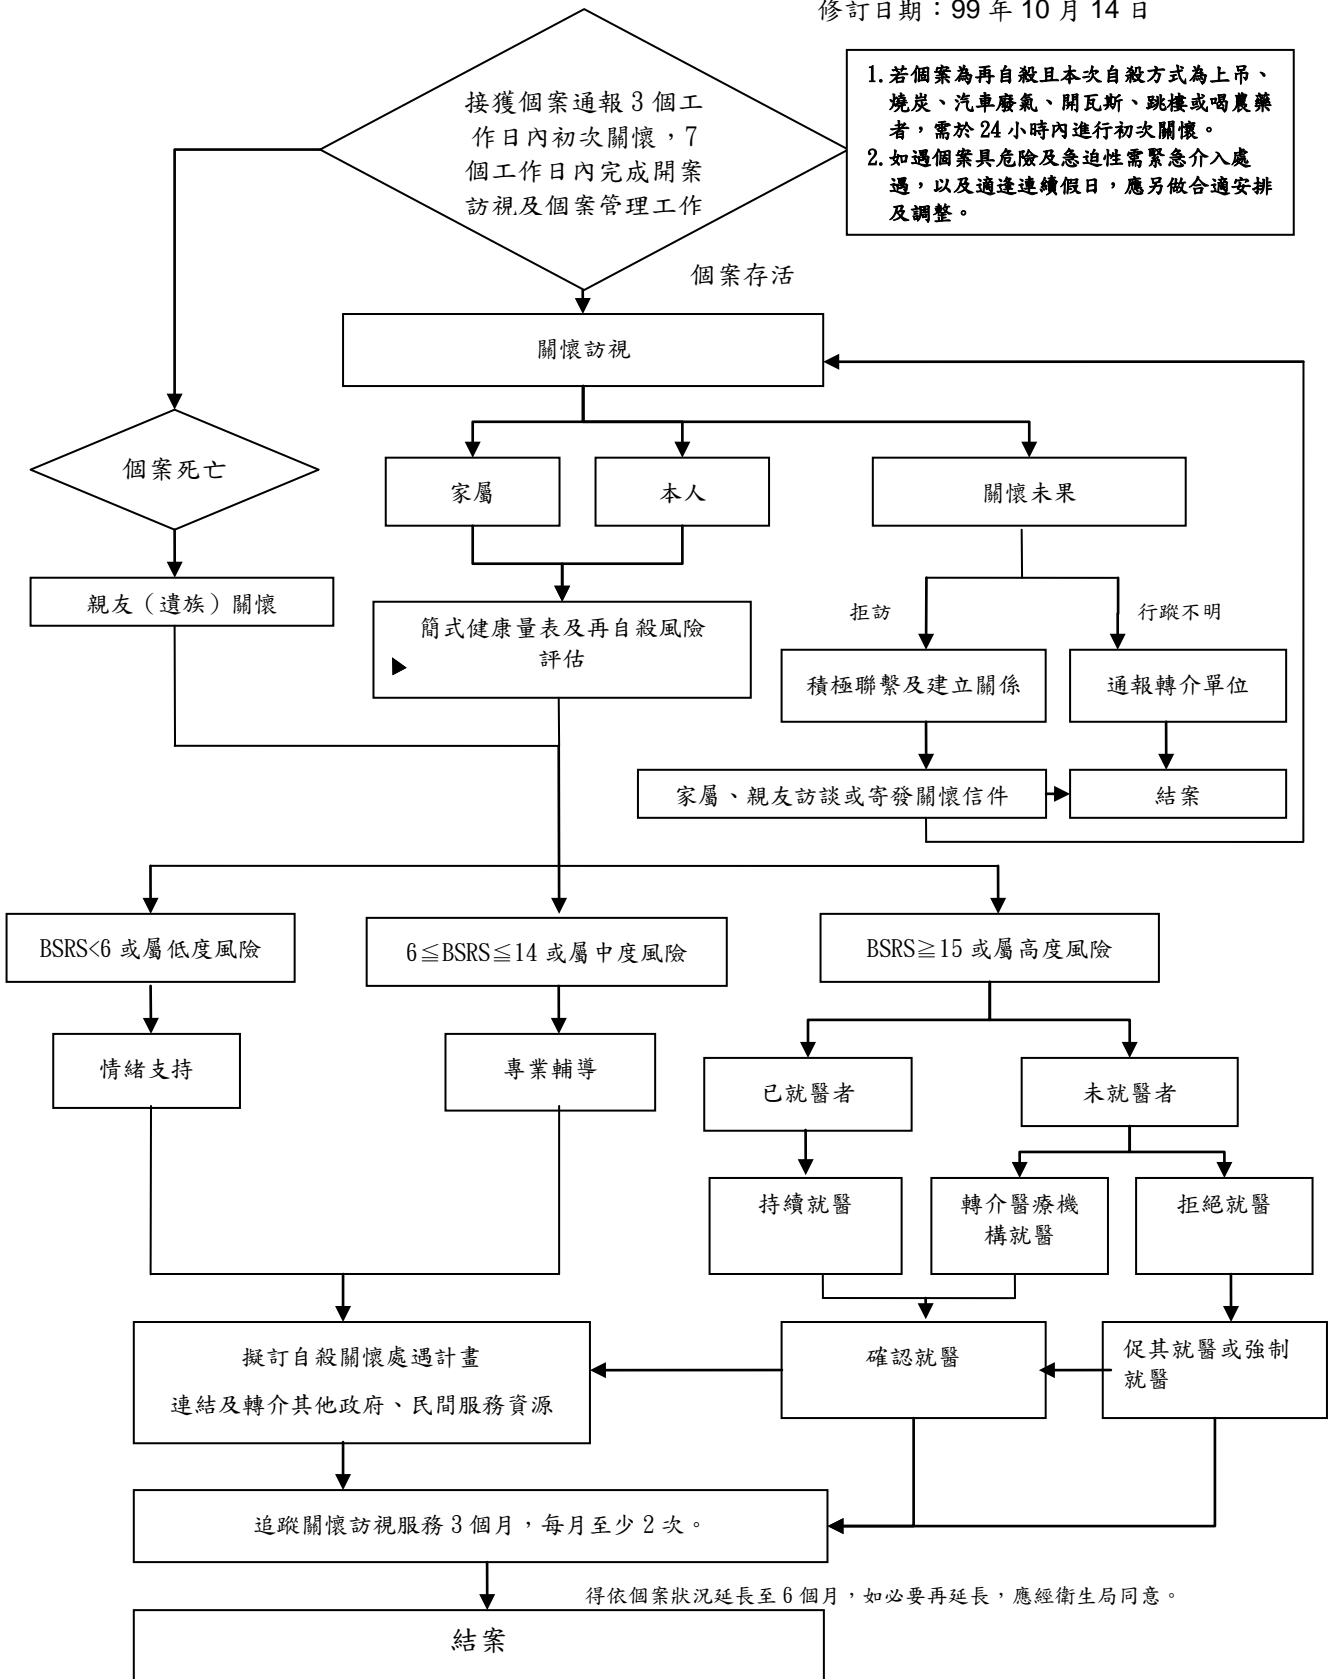 修訂日期：99 年 10 月 14 日
接獲個案通報 3 個工
作日內初次關懷，7
個工作日內完成開案
訪視及個案管理工作
1. 若個案為再自殺且本次自殺方式為上吊、
燒炭、汽車廢氣、開瓦斯、跳樓或喝農藥
者，需於 24 小時內進行初次關懷。
2. 如遇個案具危險及急迫性需緊急介入處
遇，以及適逢連續假日，應另做合適安排
及調整。
個案存活
關懷訪視
個案死亡
家屬
本人
關懷未果
親友（遺族）關懷
簡式健康量表及再自殺風險
評估
拒訪
行蹤不明
積極聯繫及建立關係
通報轉介單位
家屬、親友訪談或寄發關懷信件
結案
BSRS<6 或屬低度風險
6≦BSRS≦14 或屬中度風險
BSRS≧15 或屬高度風險
情緒支持
專業輔導
已就醫者
未就醫者
持續就醫
轉介醫療機
構就醫
拒絕就醫
擬訂自殺關懷處遇計畫
連結及轉介其他政府、民間服務資源
確認就醫
促其就醫或強制
就醫
追蹤關懷訪視服務 3 個月，每月至少 2 次。
得依個案狀況延長至 6 個月，如必要再延長，應經衛生局同意。
結案